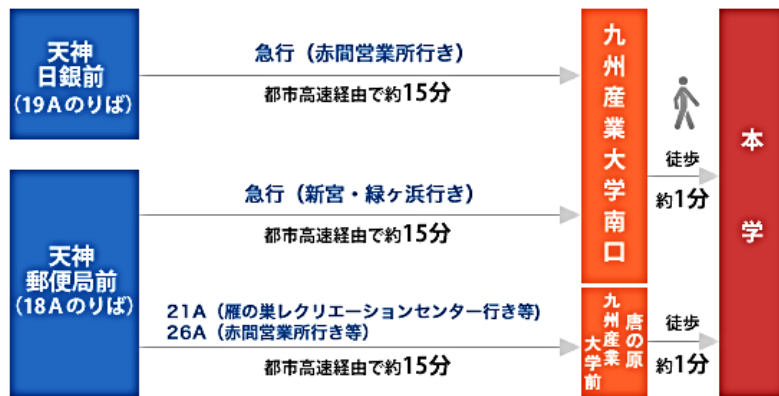 天神
日銀前
(19Aのりば)
急行（赤間営業所行き）
都市高速経由で約15分
天神
郵便局前
(18Aのりば)
急行（新宮・緑ヶ浜行き）
都市高速経由で約15分
21A（雁の巣レクリエーションセンター行き等）
26A（赤間営業所行き等）
都市高速経由で約15分
九州産業大学南口
唐の原
九州産業
大学前
徒歩
約1分
徒歩
約1分
本学